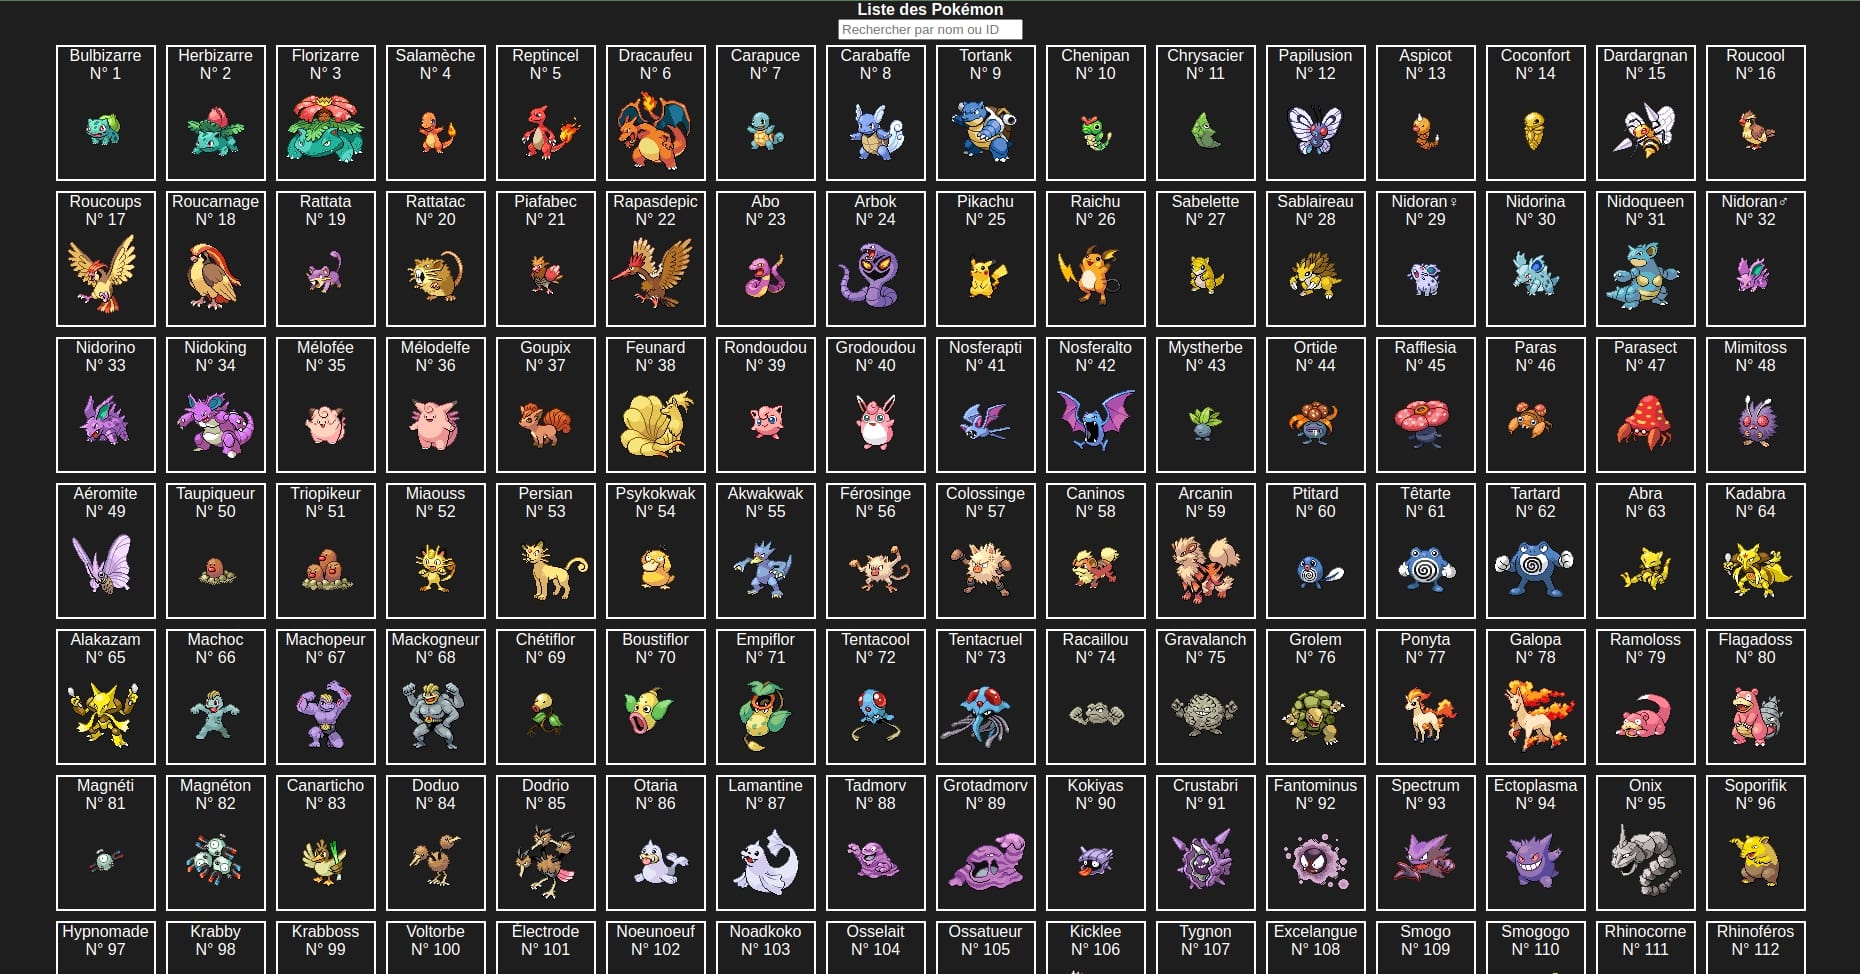 Liste des Pokémon
Rechercher par nom ou ID
Bulbizarre Herbizarre Florizarre Salamèche Reptincel Dracaufeu Carapuce Carabaffe Tortank Chenipan Chrysacier Papilusion Aspicot Coconfort Dardargnan Roucool
N° 1 N° 2 N° 3 N° 4 N° 5 N° 6 N° 7 N° 8 N° 9 N° 10 N° 11 N° 12 N° 13 N° 14 N° 15 N° 16
Roucoups Roucarnage Rattata Rattatac Piafabec Rapasdepic Abo Arbok Pikachu Raichu Sabelette Sablaireau Nidoran♀ Nidorina Nidoqueen Nidoran♂
N° 17 N° 18 N° 19 N° 20 N° 21 N° 22 N° 23 N° 24 N° 25 N° 26 N° 27 N° 28 N° 29 N° 30 N° 31 N° 32
Nidorino Nidoking Mélofée Mélodelfe Goupix Feunard Rondoudou Grodoudou Nosferapti Nosferalto Mystherbe Ortide Rafflesia Paras Parasect Mimitoss
N° 33 N° 34 N° 35 N° 36 N° 37 N° 38 N° 39 N° 40 N° 41 N° 42 N° 43 N° 44 N° 45 N° 46 N° 47 N° 48
Aéromite Taupiqueur Triopikeur Miaouss Persian Psykokwak Akwakwak Férosinge Colossinge Caninos Arcanin Ptitard Têtarte Tartard Abra Kadabra
N° 49 N° 50 N° 51 N° 52 N° 53 N° 54 N° 55 N° 56 N° 57 N° 58 N° 59 N° 60 N° 61 N° 62 N° 63 N° 64
Alakazam Machoc Machopeur Mackogneur Chétiflor Boustiflor Empiflor Tentacool Tentacruel Racaillou Gravalanch Grolem Ponyta Galopa Ramoloss Flagadoss
N° 65 N° 66 N° 67 N° 68 N° 69 N° 70 N° 71 N° 72 N° 73 N° 74 N° 75 N° 76 N° 77 N° 78 N° 79 N° 80
Magnéti Magnéton Canarticho Doduo Dodrio Otaria Lamantine Tadmorv Grotadmorv Kokiyas Crustabri Fantominus Spectrum Ectoplasma Onix Soporifik
N° 81 N° 82 N° 83 N° 84 N° 85 N° 86 N° 87 N° 88 N° 89 N° 90 N° 91 N° 92 N° 93 N° 94 N° 95 N° 96
Hypnomade Krabby Krabboss Voltorbe Électrode Noeunoeuf Noadkoko Osselait Ossatueur Kicklee Tygnon Excelangue Smogo Smogogo Rhinocorne Rhinoféros
N° 97 N° 98 N° 99 N° 100 N° 101 N° 102 N° 103 N° 104 N° 105 N° 106 N° 107 N° 108 N° 109 N° 110 N° 111 N° 112